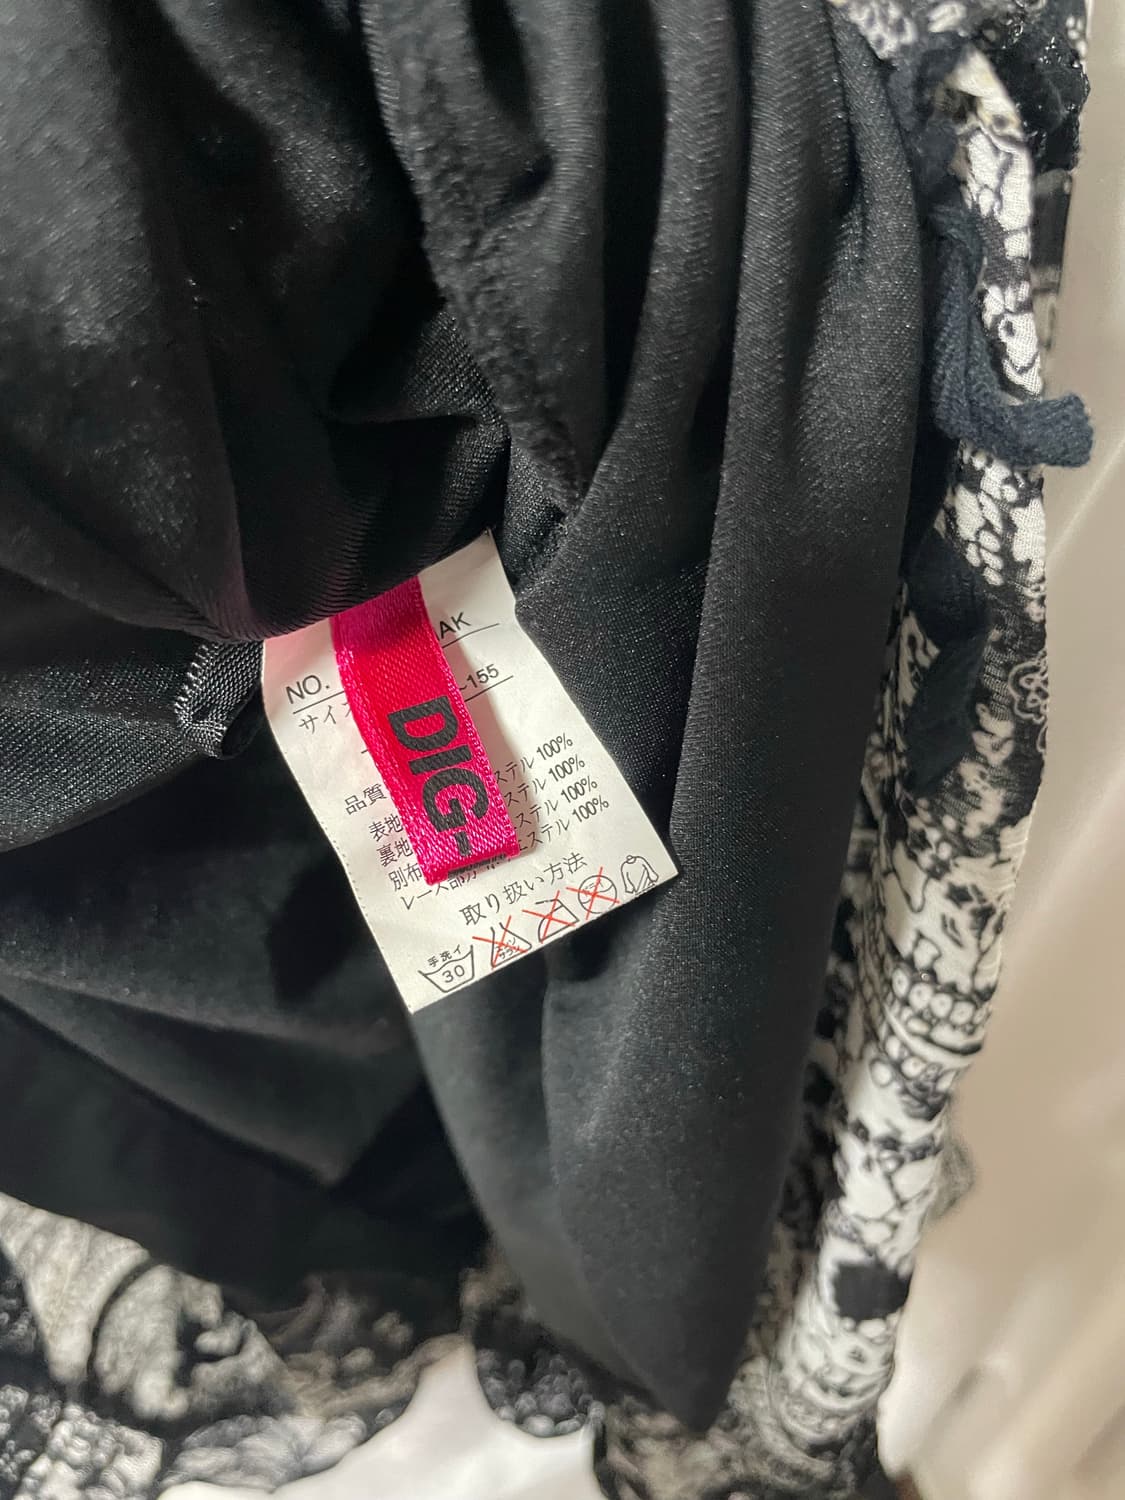 NO. AK
サイ ~155
品質
表地 ステル 100%
裏地 ステル 100%
別布 ステル 100%
レース部分 エステル 100%
取り扱い方法
手洗イ
30
DIG-